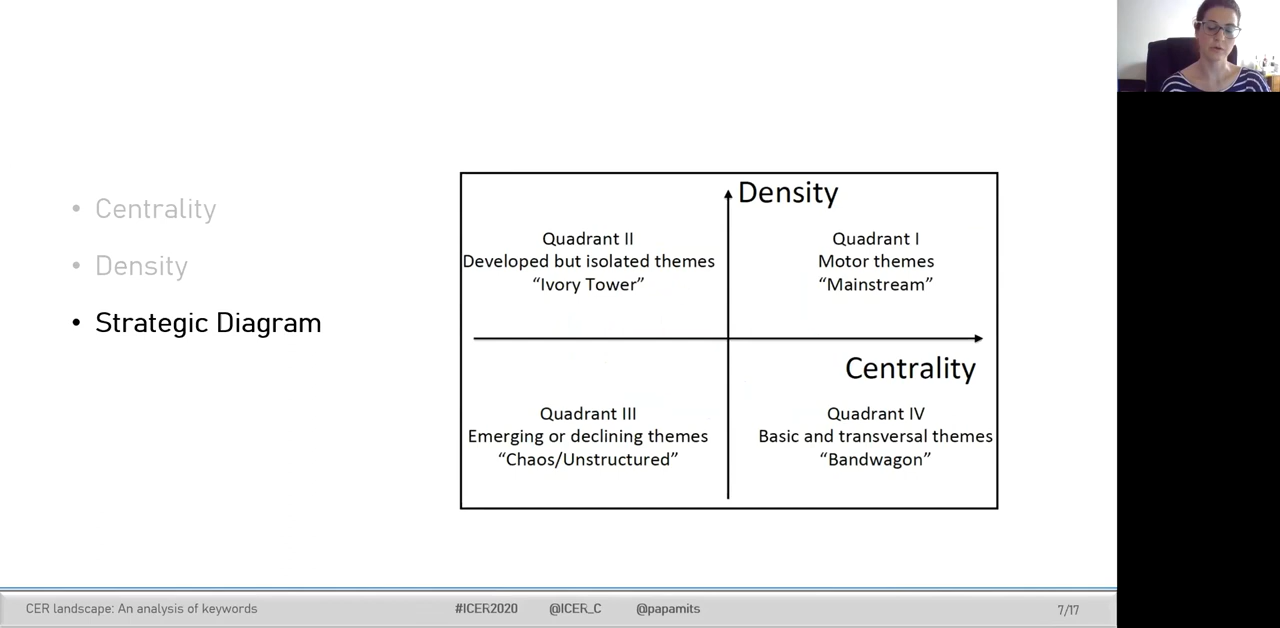 • Centrality
• Density
• Strategic Diagram
Density
Quadrant II
Developed but isolated themes
“Ivory Tower”
Quadrant I
Motor themes
“Mainstream”
Centrality
Quadrant III
Emerging or declining themes
“Chaos/Unstructured”
Quadrant IV
Basic and transversal themes
“Bandwagon”
CER landscape: An analysis of keywords
#ICER2020
@ICER_C
@papamits
7/17